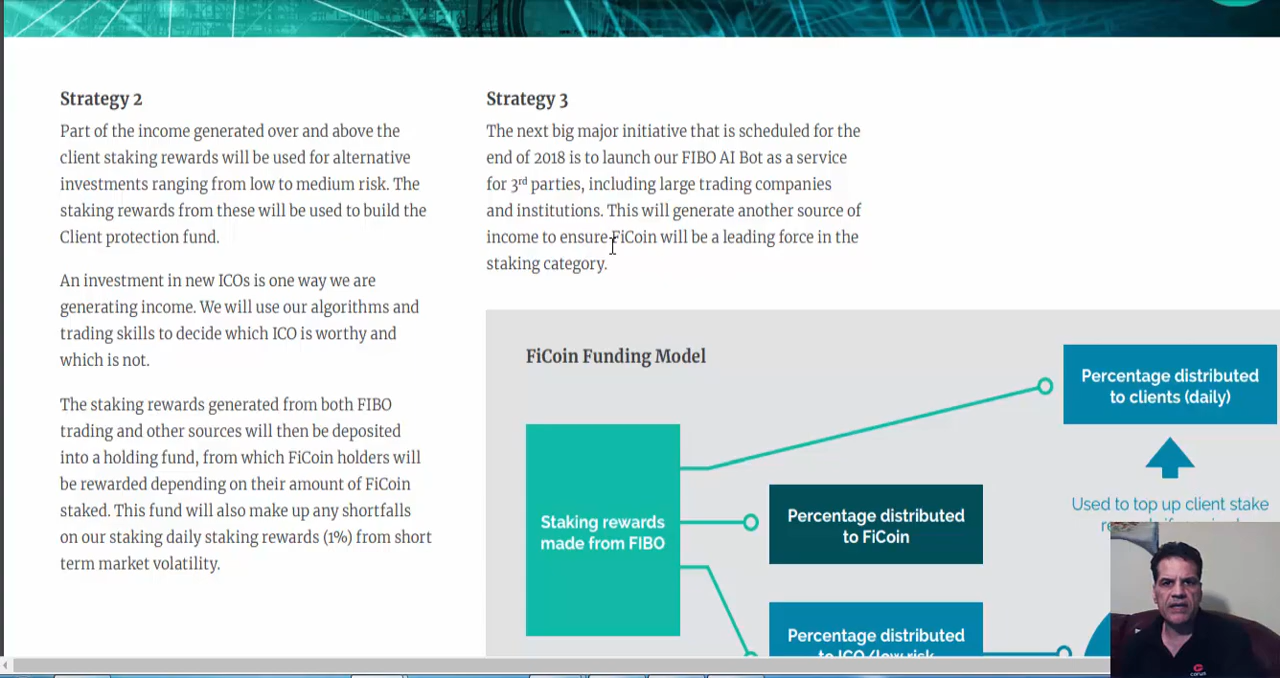 Strategy 2
Part of the income generated over and above the
client staking rewards will be used for alternative
investments ranging from low to medium risk. The
staking rewards from these will be used to build the
Client protection fund.
An investment in new ICOs is one way we are
generating income. We will use our algorithms and
trading skills to decide which ICO is worthy and
which is not.
The staking rewards generated from both FIBO
trading and other sources will then be deposited
into a holding fund, from which FiCoin holders will
be rewarded depending on their amount of FiCoin
staked. This fund will also make up any shortfalls
on our staking daily staking rewards (1%) from short
term market volatility.
Strategy 3
The next big major initiative that is scheduled for the
end of 2018 is to launch our FIBO AI Bot as a service
for 3rd parties, including large trading companies
and institutions. This will generate another source of
income to ensure FiCoin will be a leading force in the
staking category.
FiCoin Funding Model
Percentage distributed
to clients (daily)
Used to top up client stake
Staking rewards
made from FIBO
Percentage distributed
to FiCoin
Percentage distributed
to ICO/low risk